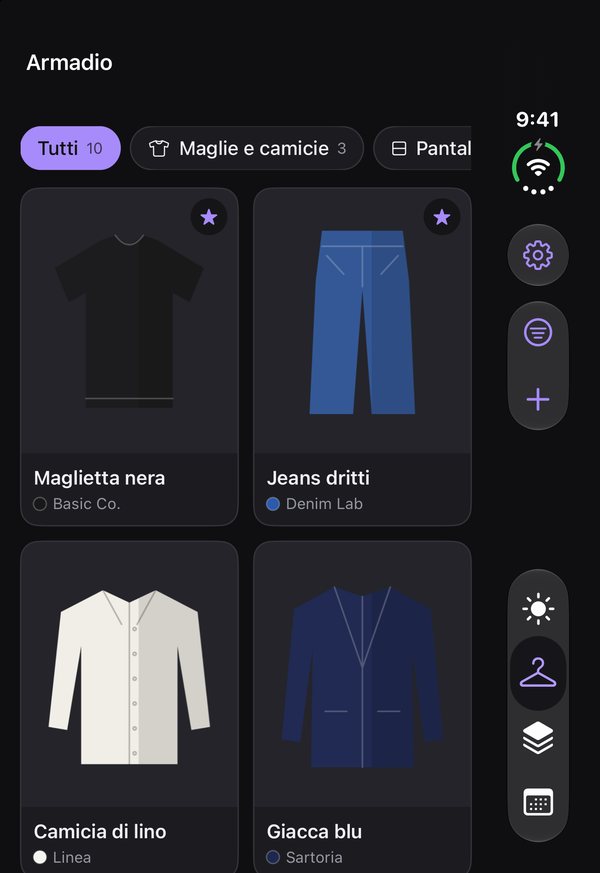 Armadio
9:41
Tutti 10
Maglie e camicie 3
Pantal
Maglietta nera
Basic Co.
Jeans dritti
Denim Lab
Camicia di lino
Linea
Giacca blu
Sartoria